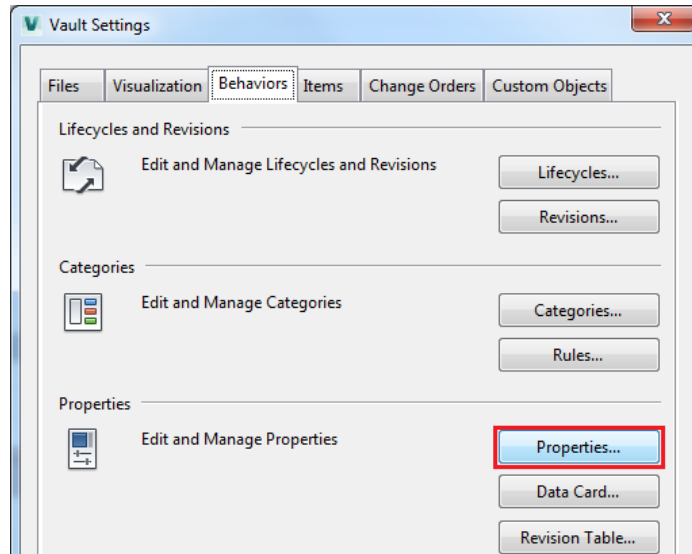 Vault Settings
Files Visualization Behaviors Items Change Orders Custom Objects
Lifecycles and Revisions
Edit and Manage Lifecycles and Revisions
Lifecycles...
Revisions...
Categories
Edit and Manage Categories
Categories...
Rules...
Properties
Edit and Manage Properties
Properties...
Data Card...
Revision Table...